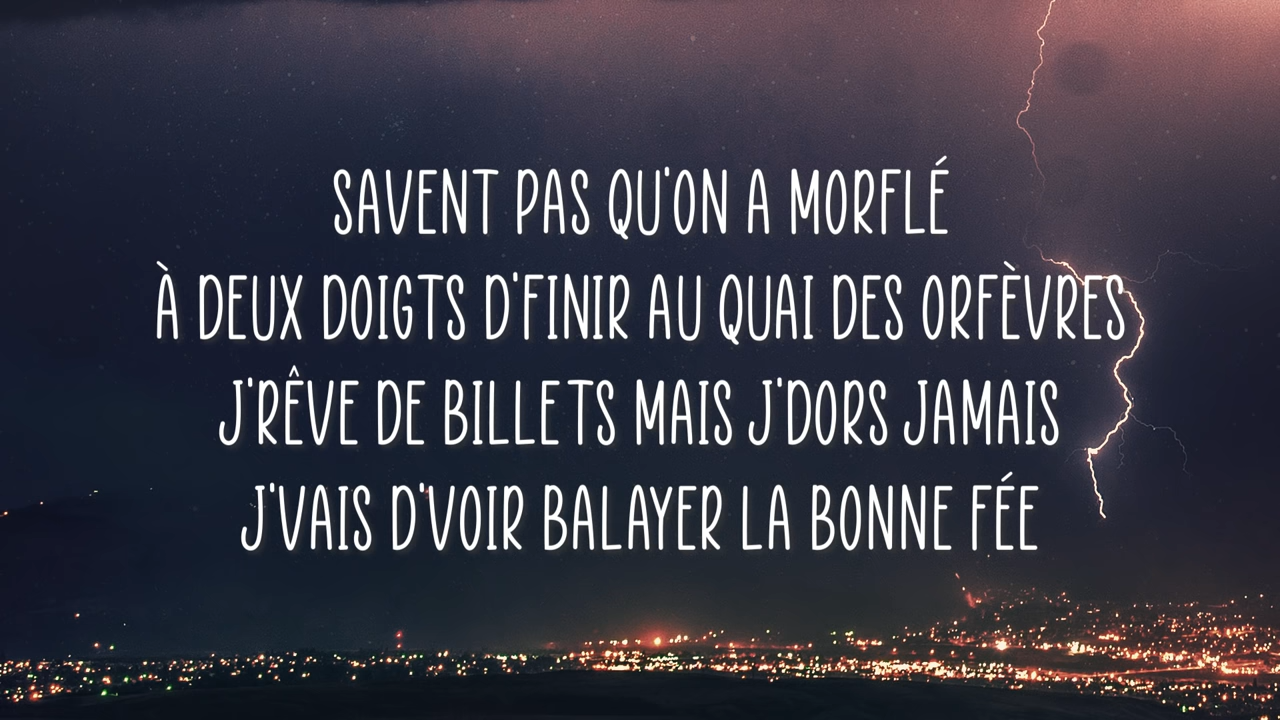 SAVENT PAS QU'ON A MORFLÉ
À DEUX DOIGTS D'FINIR AU QUAI DES ORFÈVRES
J'RÊVE DE BILLETS MAIS J'DORS JAMAIS
J'VAIS D'VOIR BALAYER LA BONNE FÉE